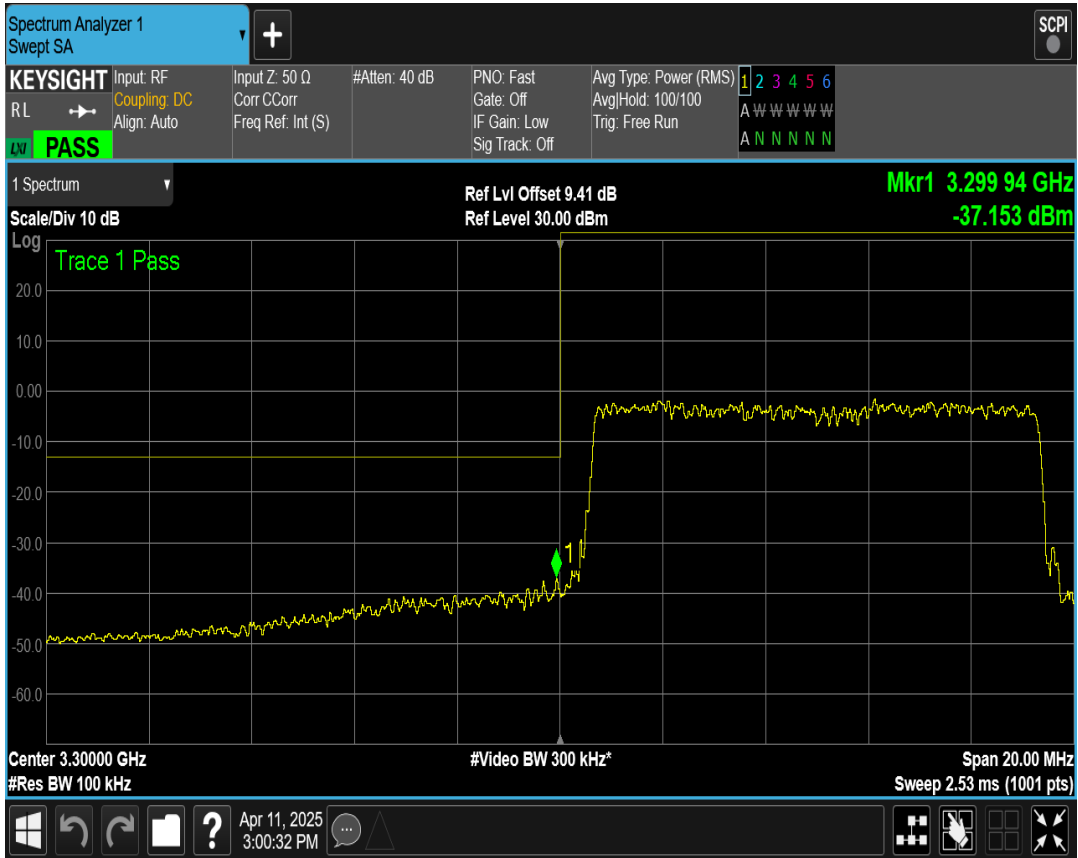 Spectrum Analyzer 1
Swept SA
+
SCPI
KEYSIGHT
R L
LXI
PASS
Input: RF
Coupling: DC
Align: Auto
Input Z: 50 Ω
Corr CCorr
Freq Ref: Int (S)
#Atten: 40 dB
PNO: Fast
Gate: Off
IF Gain: Low
Sig Track: Off
Avg Type: Power (RMS)
Avg|Hold: 100/100
Trig: Free Run
1 2 3 4 5 6
A W W W W W
A N N N N N
1 Spectrum
Scale/Div 10 dB
Ref Lvl Offset 9.41 dB
Ref Level 30.00 dBm
Mkr1 3.299 94 GHz
-37.153 dBm
Log
Trace 1 Pass
20.0
10.0
0.00
-10.0
-20.0
-30.0
1
-40.0
-50.0
-60.0
Center 3.30000 GHz
#Video BW 300 kHz*
Span 20.00 MHz
#Res BW 100 kHz
Sweep 2.53 ms (1001 pts)
?
Apr 11, 2025
3:00:32 PM